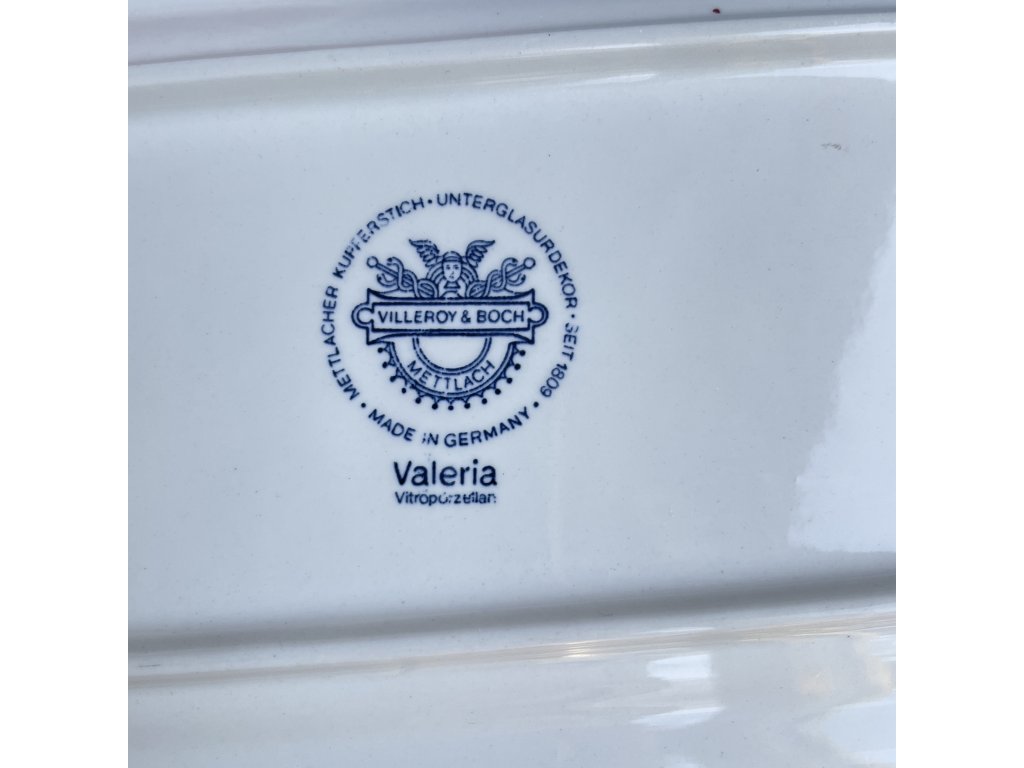 METTLACHER KUPFERSTICH · UNTERGLASURDEKOR · SEIT 1809 ·
VILLEROY & BOCH
METTLACH
MADE IN GERMANY
Valeria
Vitroporzellan